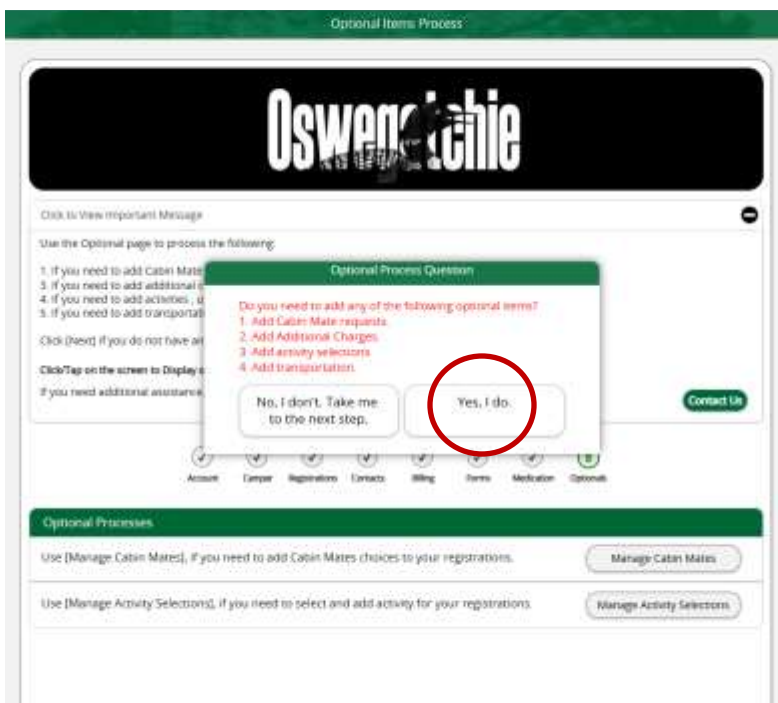 Optional Items Process
Oswegatchie
Click to View Important Message
Use the Optional page to process the following:
1. If you need to add Cabin Mate
3. If you need to add additional
4. If you need to add activities , u
5. If you need to add transportati
Click [Next] if you do not have an
Click/Tap on the screen to Display
If you need additional assistance,
Contact Us
Optional Process Question
Do you need to add any of the following optional items?
1. Add Cabin Mate requests
2. Add Additional Charges
3. Add activity selections
4. Add transportation
No, I don't. Take me
to the next step.
Yes, I do.
Account Camper Registrations Contacts Billing Forms Medication Optionals
Optional Processes
Use [Manage Cabin Mates], if you need to add Cabin Mates choices to your registrations.
Manage Cabin Mates
Use [Manage Activity Selections], if you need to select and add activity for your registrations.
Manage Activity Selections